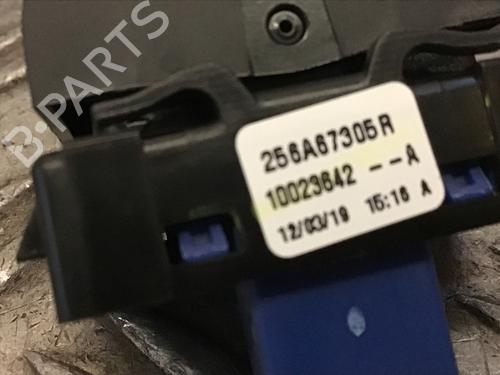 B-PARTS
256A67305R
10023642 --A
12/03/19 15:16 A